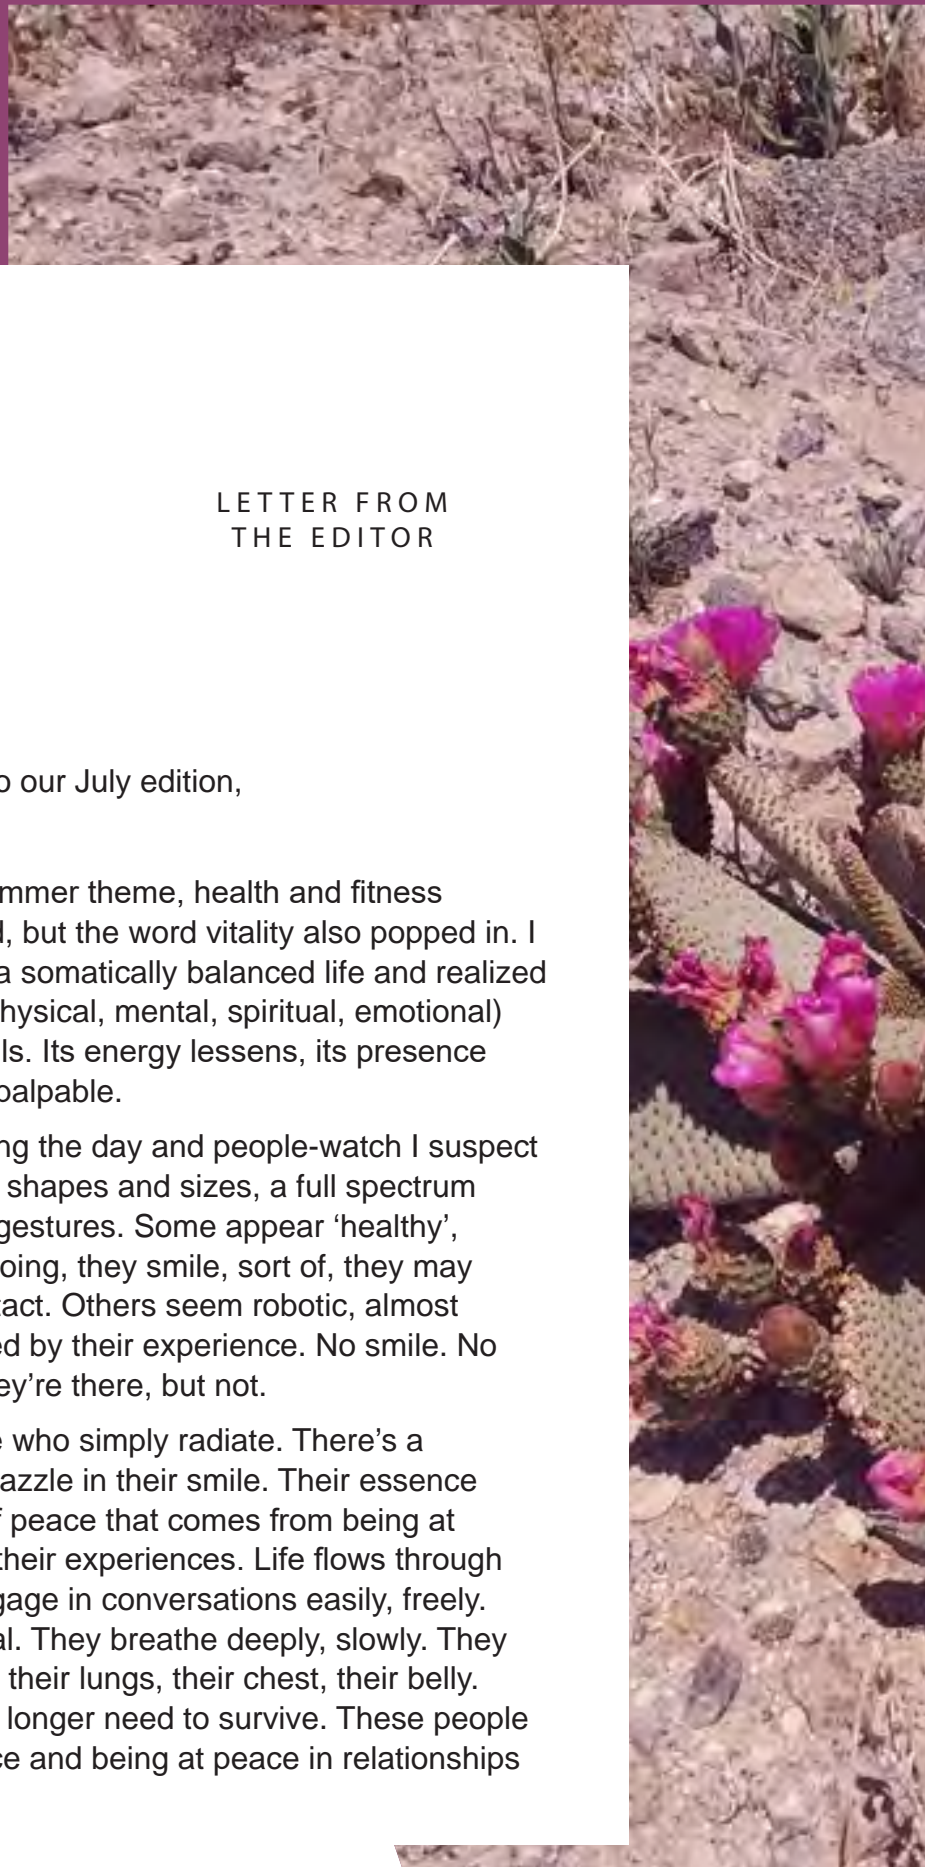 LETTER FROM
THE EDITOR
o our July edition,
mmer theme, health and fitness
, but the word vitality also popped in. I
a somatically balanced life and realized
hysical, mental, spiritual, emotional)
ls. Its energy lessens, its presence
palpable.
ng the day and people-watch I suspect
shapes and sizes, a full spectrum
gestures. Some appear ‘healthy’,
oing, they smile, sort of, they may
tact. Others seem robotic, almost
ed by their experience. No smile. No
ey’re there, but not.
e who simply radiate. There’s a
azzle in their smile. Their essence
f peace that comes from being at
their experiences. Life flows through
gage in conversations easily, freely.
al. They breathe deeply, slowly. They
their lungs, their chest, their belly.
longer need to survive. These people
ce and being at peace in relationships